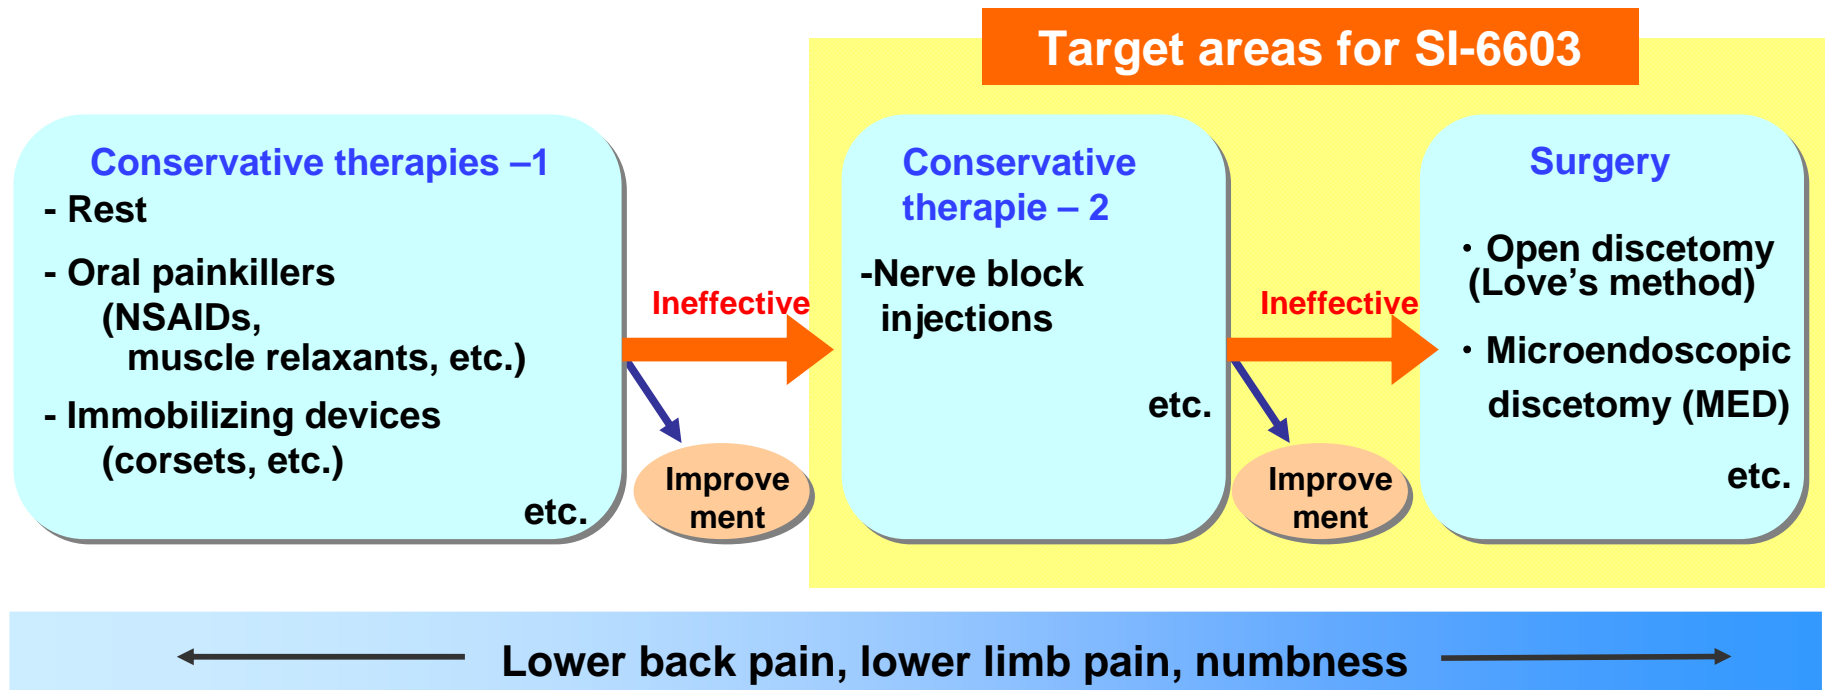 Target areas for SI-6603
Conservative therapies –1
- Rest
- Oral painkillers
(NSAIDs,
muscle relaxants, etc.)
- Immobilizing devices
(corsets, etc.)
etc.
Ineffective
Improve
ment
Conservative
therapie – 2
-Nerve block
injections
etc.
Ineffective
Improve
ment
Surgery
・Open discetomy
(Love's method)
・Microendoscopic
discetomy (MED)
etc.
Lower back pain, lower limb pain, numbness